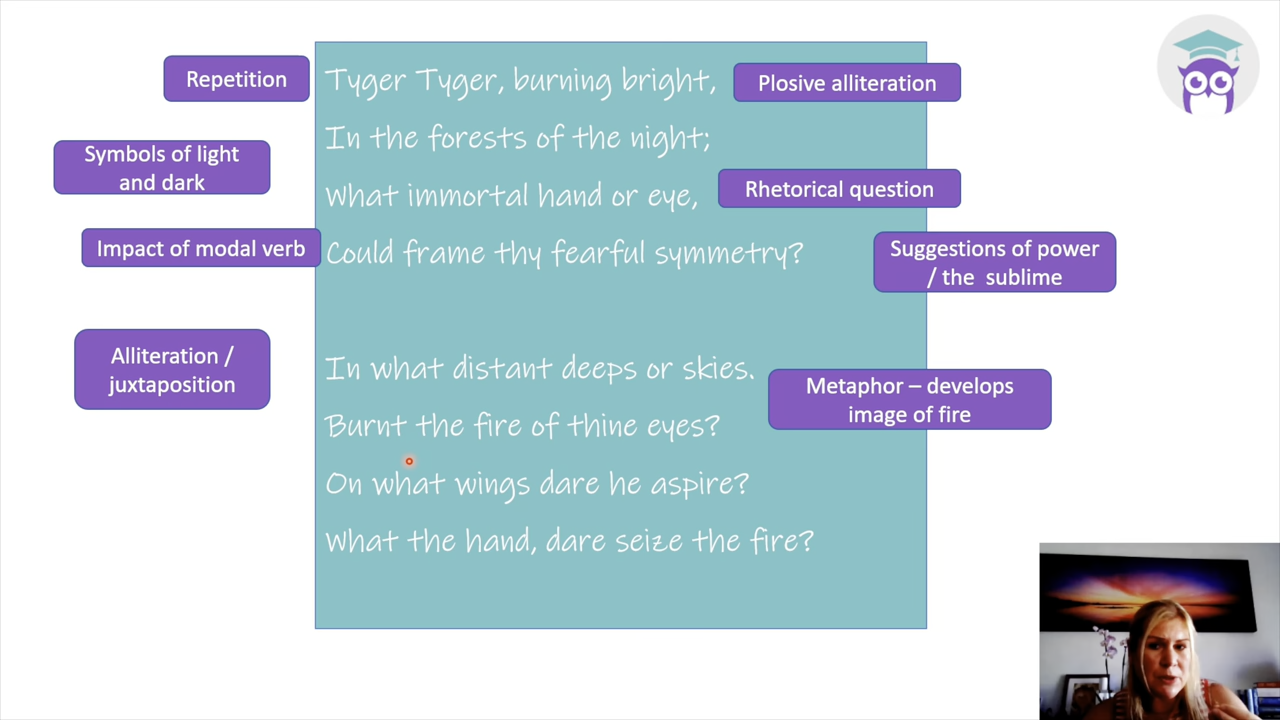 Repetition
Tyger Tyger, burning bright,
Plosive alliteration
In the forests of the night;
Symbols of light
and dark
What immortal hand or eye,
Rhetorical question
Impact of modal verb
Could frame thy fearful symmetry?
Suggestions of power
/ the sublime
Alliteration /
juxtaposition
In what distant deeps or skies.
Metaphor – develops
image of fire
Burnt the fire of thine eyes?
On what wings dare he aspire?
What the hand, dare seize the fire?